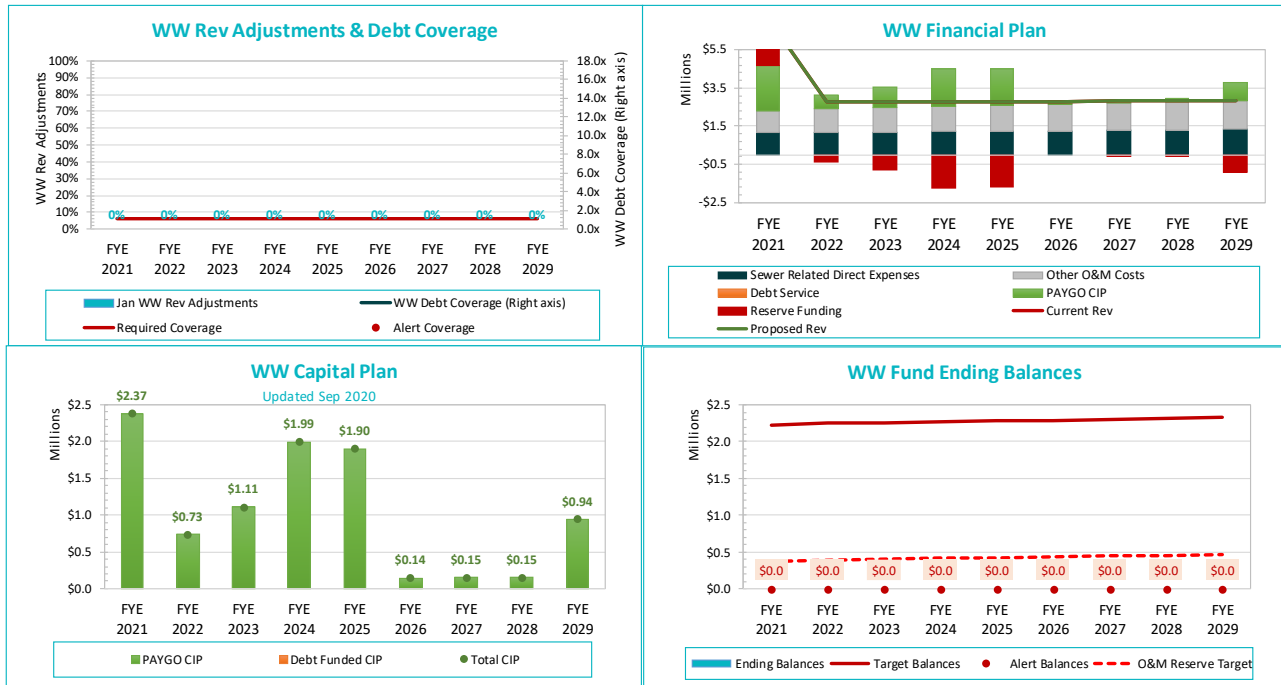 WW Rev Adjustments & Debt Coverage
WW Rev Adjustments
100%
90%
80%
70%
60%
50%
40%
30%
20%
10%
0%
0% 0% 0% 0% 0% 0% 0% 0% 0%
18.0x
16.0x
14.0x
12.0x
10.0x
8.0x
6.0x
4.0x
2.0x
0.0x
WW Debt Coverage (Right axis)
FYE FYE FYE FYE FYE FYE FYE FYE FYE
2021 2022 2023 2024 2025 2026 2027 2028 2029
Jan WW Rev Adjustments WW Debt Coverage (Right axis)
Required Coverage Alert Coverage
WW Financial Plan
Millions
$5.5
$3.5
$1.5
-$0.5
-$2.5
FYE FYE FYE FYE FYE FYE FYE FYE FYE
2021 2022 2023 2024 2025 2026 2027 2028 2029
Sewer Related Direct Expenses Other O&M Costs
Debt Service PAYGO CIP
Reserve Funding Current Rev
Proposed Rev
WW Capital Plan
Updated Sep 2020
Millions
$2.5
$2.0
$1.5
$1.0
$0.5
$0.0
$2.37 $0.73 $1.11 $1.99 $1.90 $0.14 $0.15 $0.15 $0.94
FYE FYE FYE FYE FYE FYE FYE FYE FYE
2021 2022 2023 2024 2025 2026 2027 2028 2029
PAYGO CIP Debt Funded CIP Total CIP
WW Fund Ending Balances
Millions
$2.5
$2.0
$1.5
$1.0
$0.5
$0.0
$0.0 $0.0 $0.0 $0.0 $0.0 $0.0 $0.0 $0.0 $0.0
FYE FYE FYE FYE FYE FYE FYE FYE FYE
2021 2022 2023 2024 2025 2026 2027 2028 2029
Ending Balances Target Balances Alert Balances O&M Reserve Target